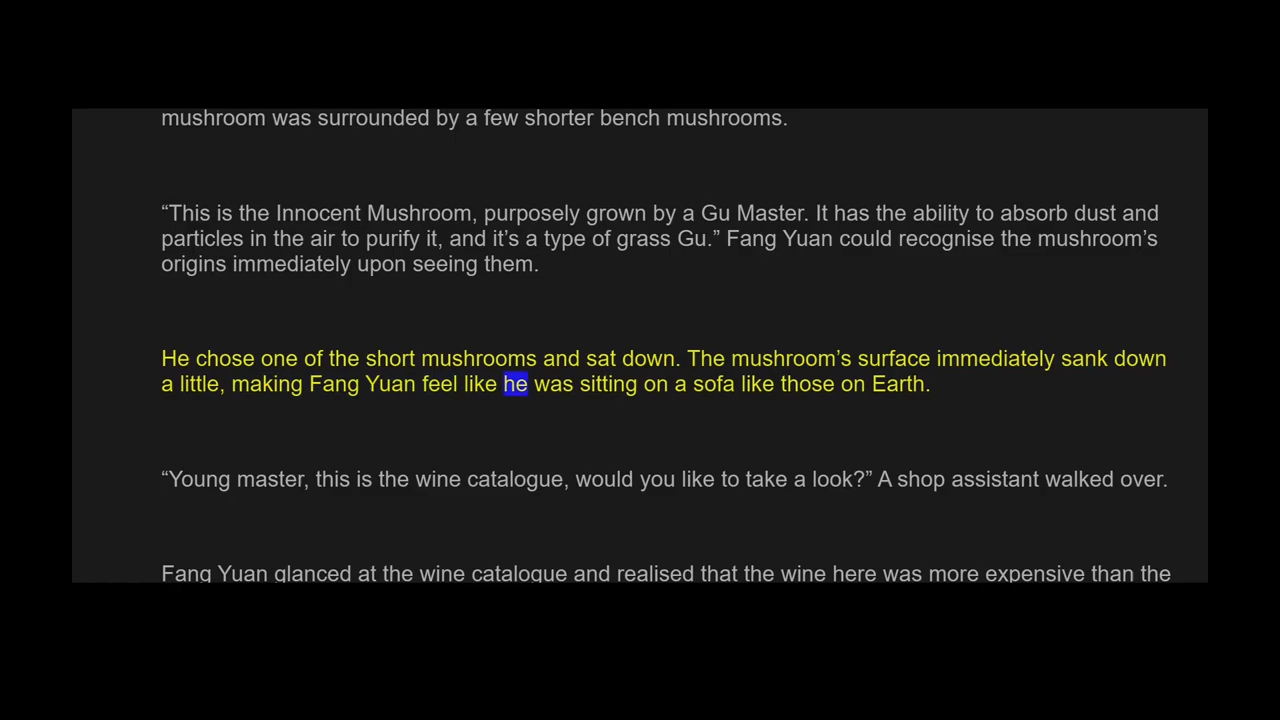 mushroom was surrounded by a few shorter bench mushrooms.
“This is the Innocent Mushroom, purposely grown by a Gu Master. It has the ability to absorb dust and
particles in the air to purify it, and it’s a type of grass Gu.” Fang Yuan could recognise the mushroom’s
origins immediately upon seeing them.
He chose one of the short mushrooms and sat down. The mushroom’s surface immediately sank down
a little, making Fang Yuan feel like he was sitting on a sofa like those on Earth.
“Young master, this is the wine catalogue, would you like to take a look?” A shop assistant walked over.
Fang Yuan glanced at the wine catalogue and realised that the wine here was more expensive than the